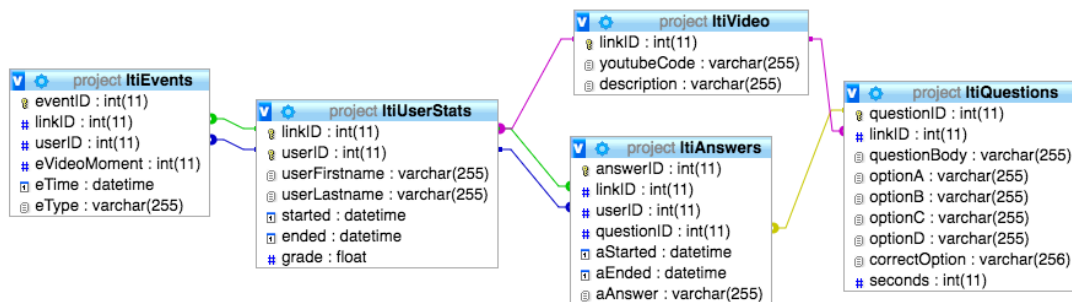 project ltiEvents
eventID : int(11)
linkID : int(11)
userID : int(11)
eVideoMoment : int(11)
eTime : datetime
eType : varchar(255)
project ltiUserStats
linkID : int(11)
userID : int(11)
userFirstname : varchar(255)
userLastname : varchar(255)
started : datetime
ended : datetime
grade : float
project ltiVideo
linkID : int(11)
youtubeCode : varchar(255)
description : varchar(255)
project ltiAnswers
answerID : int(11)
linkID : int(11)
userID : int(11)
questionID : int(11)
aStarted : datetime
aEnded : datetime
aAnswer : varchar(255)
project ltiQuestions
questionID : int(11)
linkID : int(11)
questionBody : varchar(255)
optionA : varchar(255)
optionB : varchar(255)
optionC : varchar(255)
optionD : varchar(255)
correctOption : varchar(256)
seconds : int(11)